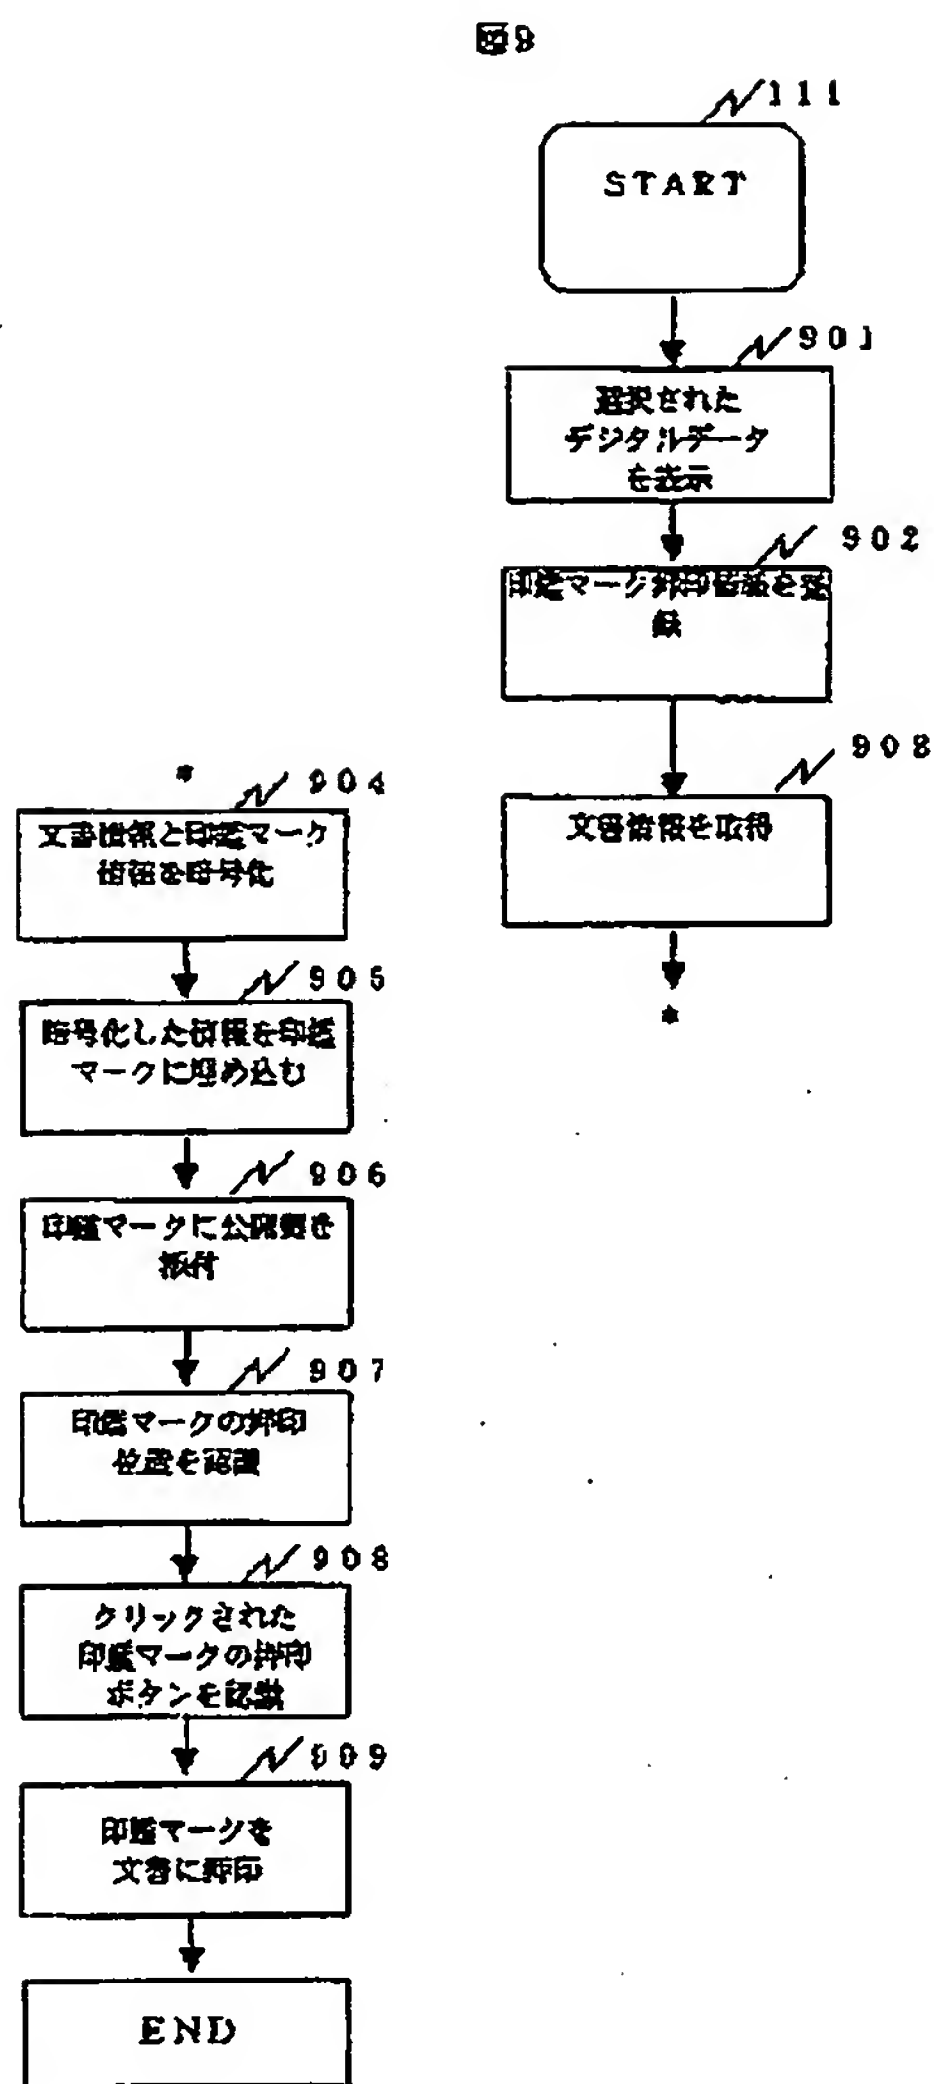 図9
111
START
901
選択された
デジタルデータ
を表示
902
印鑑マーク押印情報を登
録
903
文書情報を取得
*
*
904
文書情報と印鑑マーク
情報を暗号化
905
暗号化した情報を印鑑
マークに埋め込む
906
印鑑マークに公開鍵を
添付
907
印鑑マークの押印
位置を認識
908
クリックされた
印鑑マークの押印
ボタンを認識
909
印鑑マークを
文書に押印
END